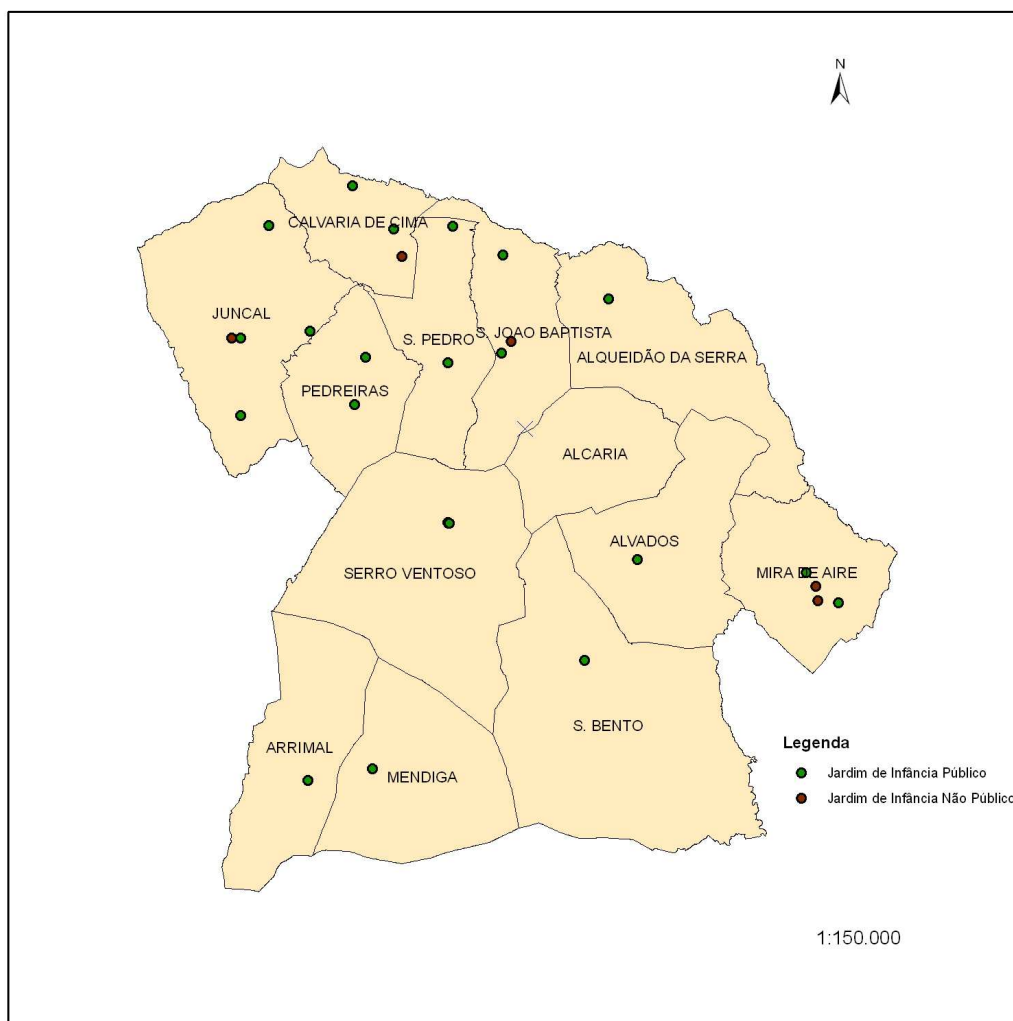 N
CALVARIA DE CIMA
JUNCAL
S. PEDRO
S. JOAO BAPTISTA
ALQUEIDÃO DA SERRA
PEDREIRAS
ALCARIA
ALVADOS
SERRO VENTOSO
MIRA DE AIRE
S. BENTO
ARRIMAL
MENDIGA
Legenda
Jardim de Infância Público
Jardim de Infância Não Público
1:150.000